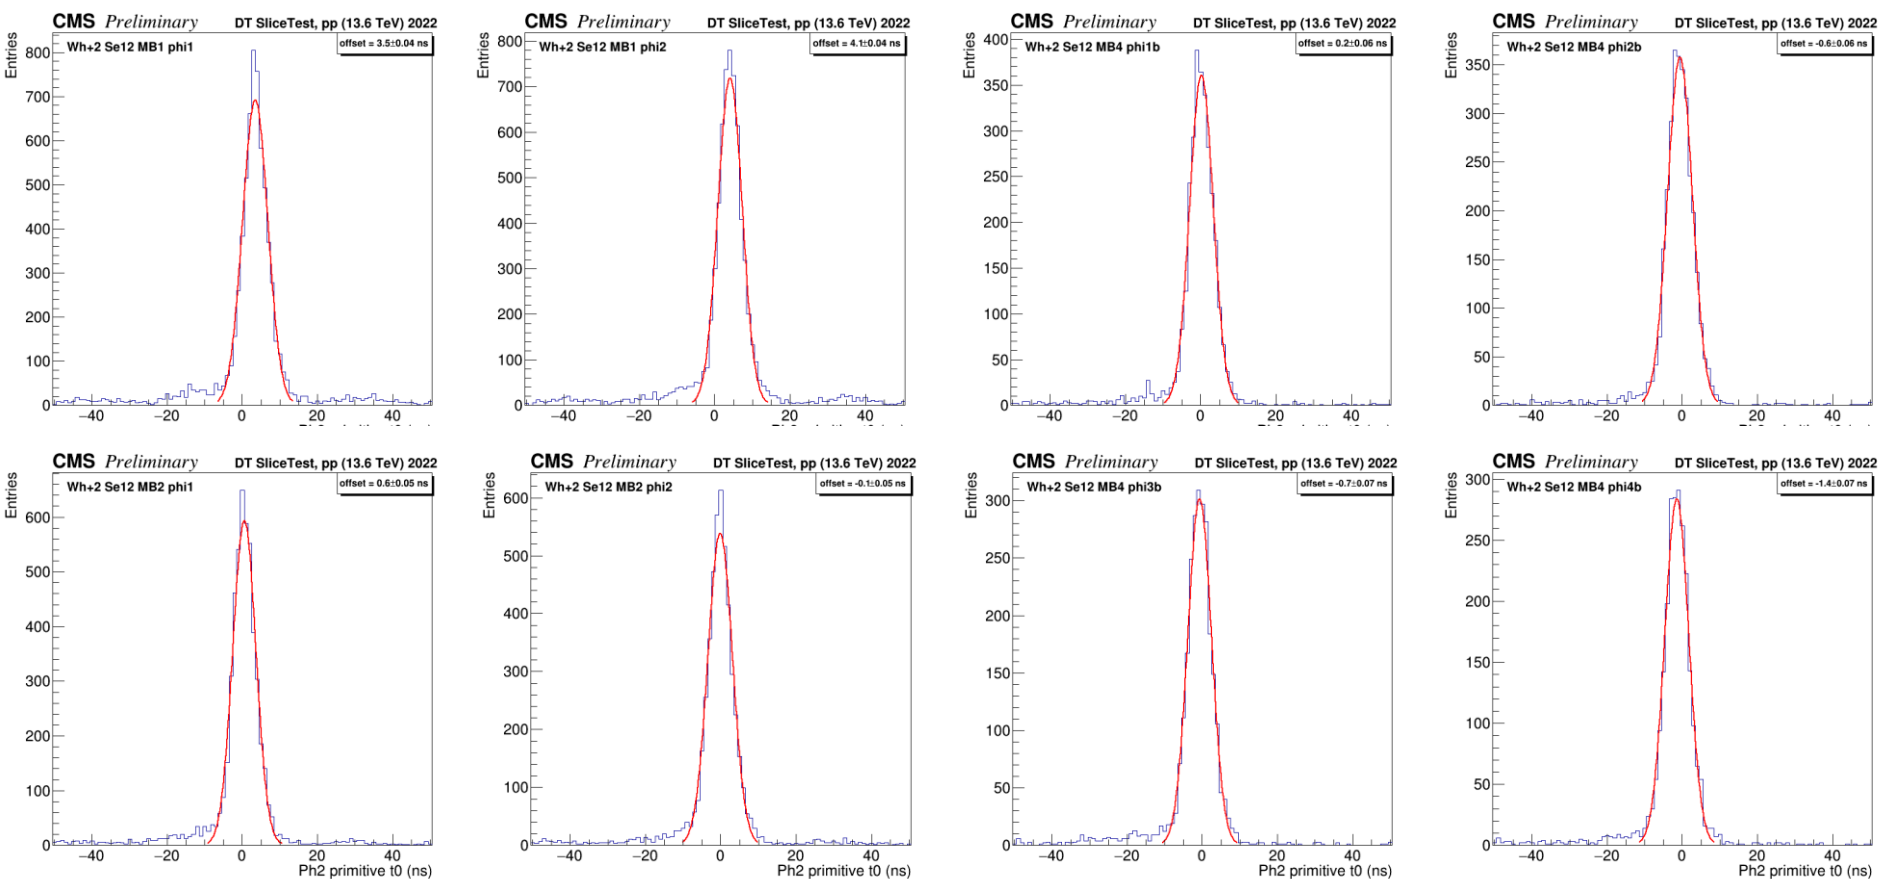 CMS Preliminary DT SliceTest, pp (13.6 TeV) 2022
Entries
Wh+2 Se12 MB1 phi1
offset = 3.5±0.04 ns
800
700
600
500
400
300
200
100
0
−40 −20 0 20 40
CMS Preliminary DT SliceTest, pp (13.6 TeV) 2022
Entries
Wh+2 Se12 MB1 phi2
offset = 4.1±0.04 ns
800
700
600
500
400
300
200
100
0
−40 −20 0 20 40
CMS Preliminary DT SliceTest, pp (13.6 TeV) 2022
Entries
Wh+2 Se12 MB4 phi1b
offset = 0.2±0.06 ns
400
350
300
250
200
150
100
50
0
−40 −20 0 20 40
CMS Preliminary DT SliceTest, pp (13.6 TeV) 2022
Entries
Wh+2 Se12 MB4 phi2b
offset = -0.6±0.06 ns
350
300
250
200
150
100
50
0
−40 −20 0 20 40
CMS Preliminary DT SliceTest, pp (13.6 TeV) 2022
Entries
Wh+2 Se12 MB2 phi1
offset = 0.6±0.05 ns
600
500
400
300
200
100
0
−40 −20 0 20 40
Ph2 primitive t0 (ns)
CMS Preliminary DT SliceTest, pp (13.6 TeV) 2022
Entries
Wh+2 Se12 MB2 phi2
offset = -0.1±0.05 ns
600
500
400
300
200
100
0
−40 −20 0 20 40
Ph2 primitive t0 (ns)
CMS Preliminary DT SliceTest, pp (13.6 TeV) 2022
Entries
Wh+2 Se12 MB4 phi3b
offset = -0.7±0.07 ns
300
250
200
150
100
50
0
−40 −20 0 20 40
Ph2 primitive t0 (ns)
CMS Preliminary DT SliceTest, pp (13.6 TeV) 2022
Entries
Wh+2 Se12 MB4 phi4b
offset = -1.4±0.07 ns
300
250
200
150
100
50
0
−40 −20 0 20 40
Ph2 primitive t0 (ns)